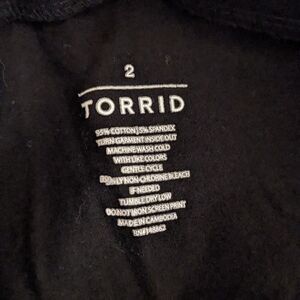 2
TORRID
95% COTTON | 5% SPANDEX
TURN GARMENT INSIDE OUT
MACHINE WASH COLD
WITH LIKE COLORS
GENTLE CYCLE
ONLY NON-CHLORINE BLEACH
IF NEEDED
TUMBLE DRY LOW
DO NOT IRON SCREEN PRINT
MADE IN CAMBODIA